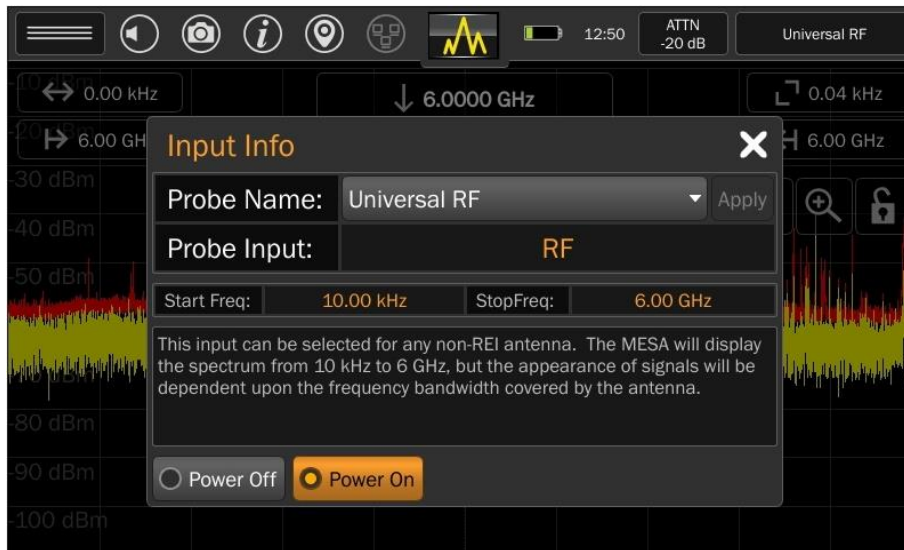 12:50
ATTN
-20 dB
Universal RF
-10 dBm
0.00 kHz
6.0000 GHz
0.04 kHz
-20 dBm
6.00 GH
6.00 GHz
Input Info
-30 dBm
Probe Name:
Universal RF
Apply
-40 dBm
Probe Input:
RF
-50 dBm
Start Freq:
10.00 kHz
StopFreq:
6.00 GHz
This input can be selected for any non-REI antenna. The MESA will display
the spectrum from 10 kHz to 6 GHz, but the appearance of signals will be
dependent upon the frequency bandwidth covered by the antenna.
-80 dBm
-90 dBm
Power Off
Power On
-100 dBm